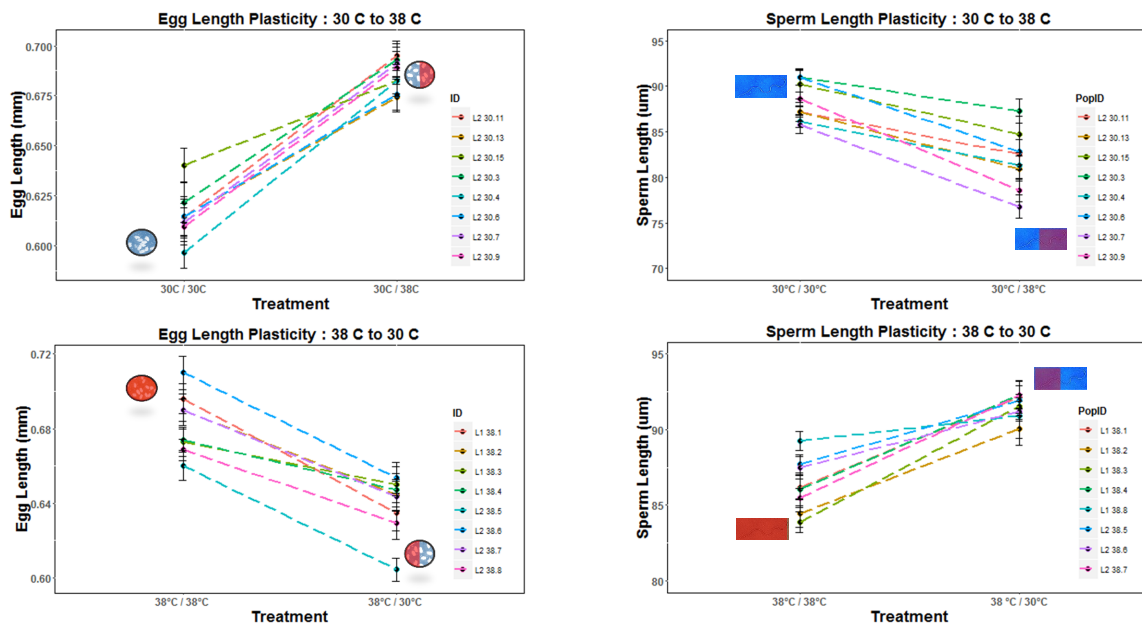 Egg Length Plasticity : 30 C to 38 C
Egg Length (mm)
0.700
0.675
0.650
0.625
0.600
30C / 30C
30C / 38C
Treatment
ID
L2 30.11
L2 30.13
L2 30.15
L2 30.3
L2 30.4
L2 30.6
L2 30.7
L2 30.9
Sperm Length Plasticity : 30 C to 38 C
Sperm Length (um)
95
90
85
80
75
70
30°C / 30°C
30°C / 38°C
Treatment
PopID
L2 30.11
L2 30.13
L2 30.15
L2 30.3
L2 30.4
L2 30.6
L2 30.7
L2 30.9
Egg Length Plasticity : 38 C to 30 C
Egg Length (mm)
0.72
0.68
0.64
0.60
38°C / 38°C
38°C / 30°C
Treatment
ID
L1 38.1
L1 38.2
L1 38.3
L1 38.4
L2 38.5
L2 38.6
L2 38.7
L2 38.8
Sperm Length Plasticity : 38 C to 30 C
Sperm Length (um)
95
90
85
80
38°C / 38°C
38 °C / 30°C
Treatment
PopID
L1 38.1
L1 38.2
L1 38.3
L1 38.4
L1 38.8
L2 38.5
L2 38.6
L2 38.7